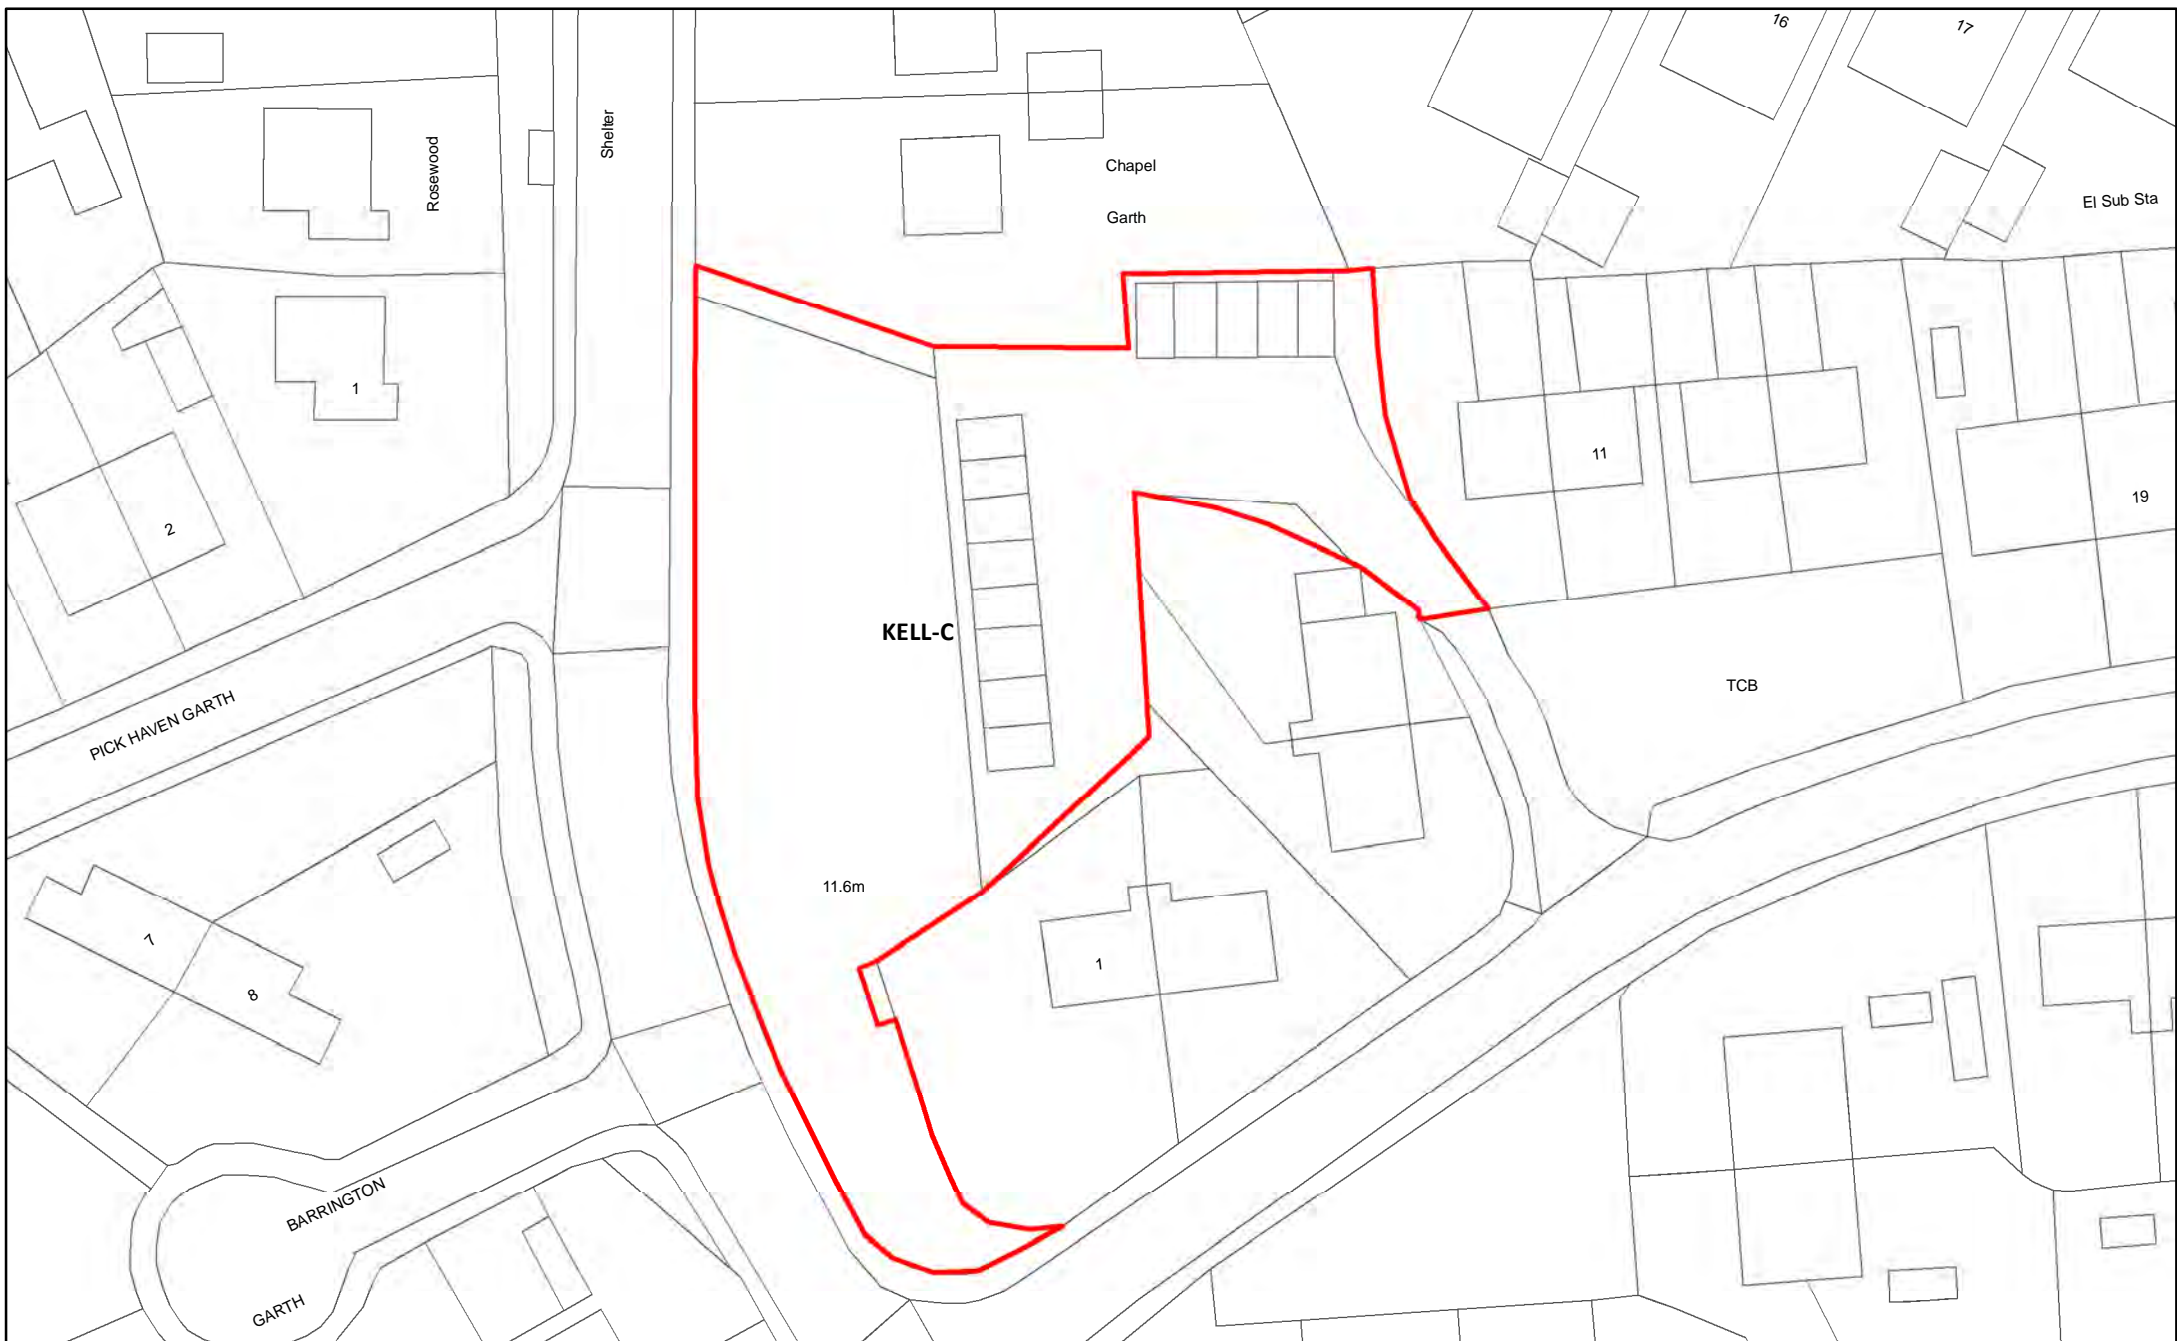 16
17
Shelter
Rosewood
Chapel
Garth
El Sub Sta
1
11
19
2
KELL-C
TCB
PICK HAVEN GARTH
11.6m
7
8
1
BARRINGTON
GARTH